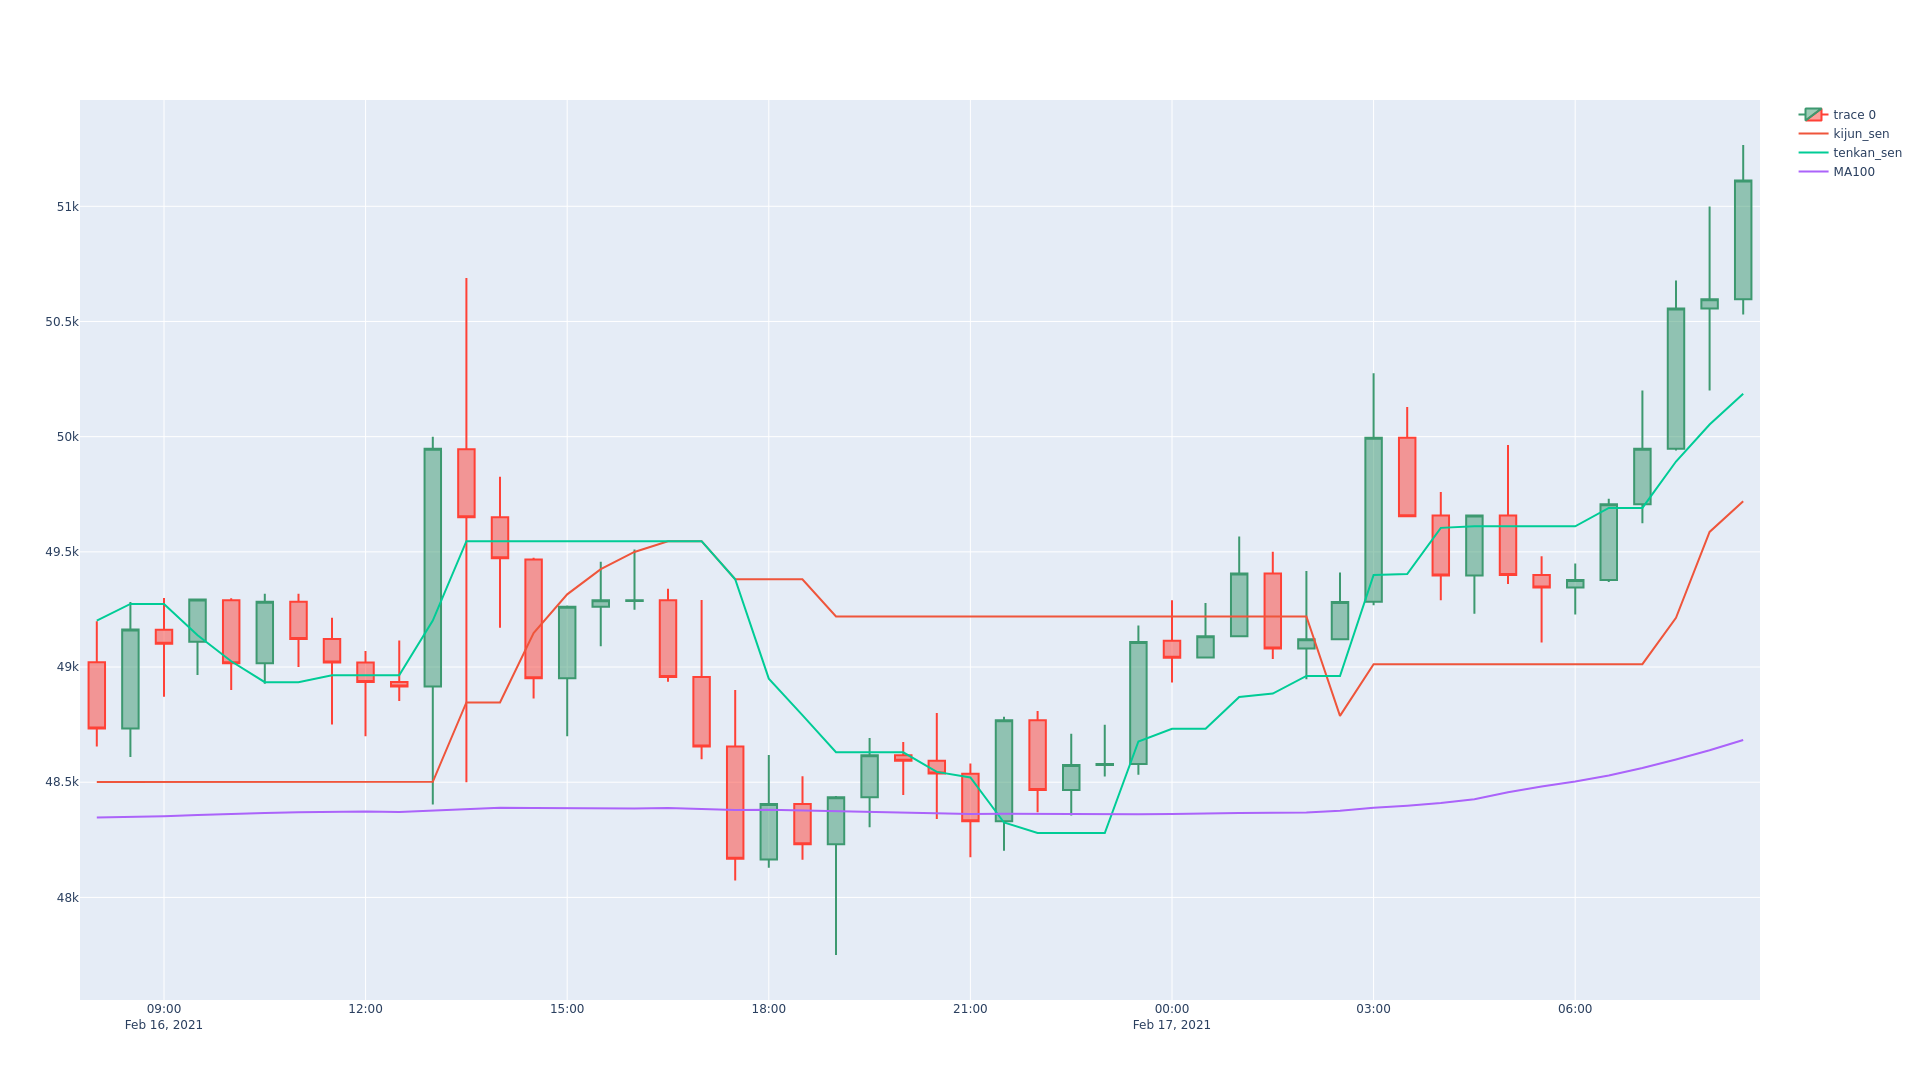 trace 0
kijun_sen
tenkan_sen
MA100
51k
50.5k
50k
49.5k
49k
48.5k
48k
09:00 12:00 15:00 18:00 21:00 00:00 03:00 06:00
Feb 16, 2021 Feb 17, 2021